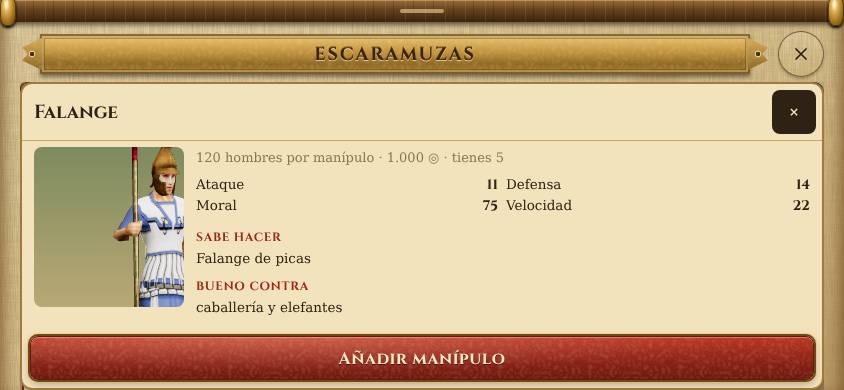 ESCARAMUZAS
×
Falange
×
120 hombres por manípulo · 1.000 ◎ · tienes 5
Ataque 11 Defensa 14
Moral 75 Velocidad 22
SABE HACER
Falange de picas
BUENO CONTRA
caballería y elefantes
Añadir manípulo